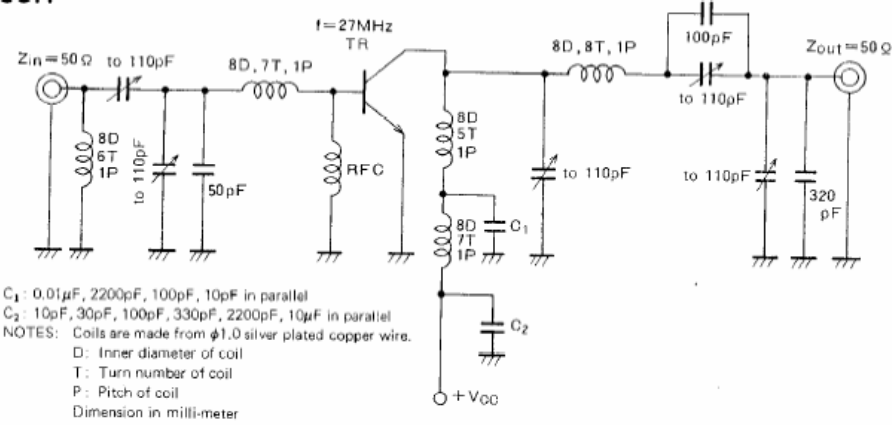 f=27MHz
TR
Zin=50Ω
to 110pF
8D, 7T, 1P
8D, 8T, 1P
100pF
Zout=50Ω
to 110pF
8D
6T
1P
to 110pF
50pF
RFC
8D
5T
1P
to 110pF
to 110pF
320
pF
8D
7T
1P
C₁
C₁: 0.01μF, 2200pF, 100pF, 10pF in parallel
C₂: 10pF, 30pF, 100pF, 330pF, 2200pF, 10μF in parallel
NOTES: Coils are made from φ1.0 silver plated copper wire.
D: Inner diameter of coil
T: Turn number of coil
P: Pitch of coil
Dimension in milli-meter
C₂
+Vcc